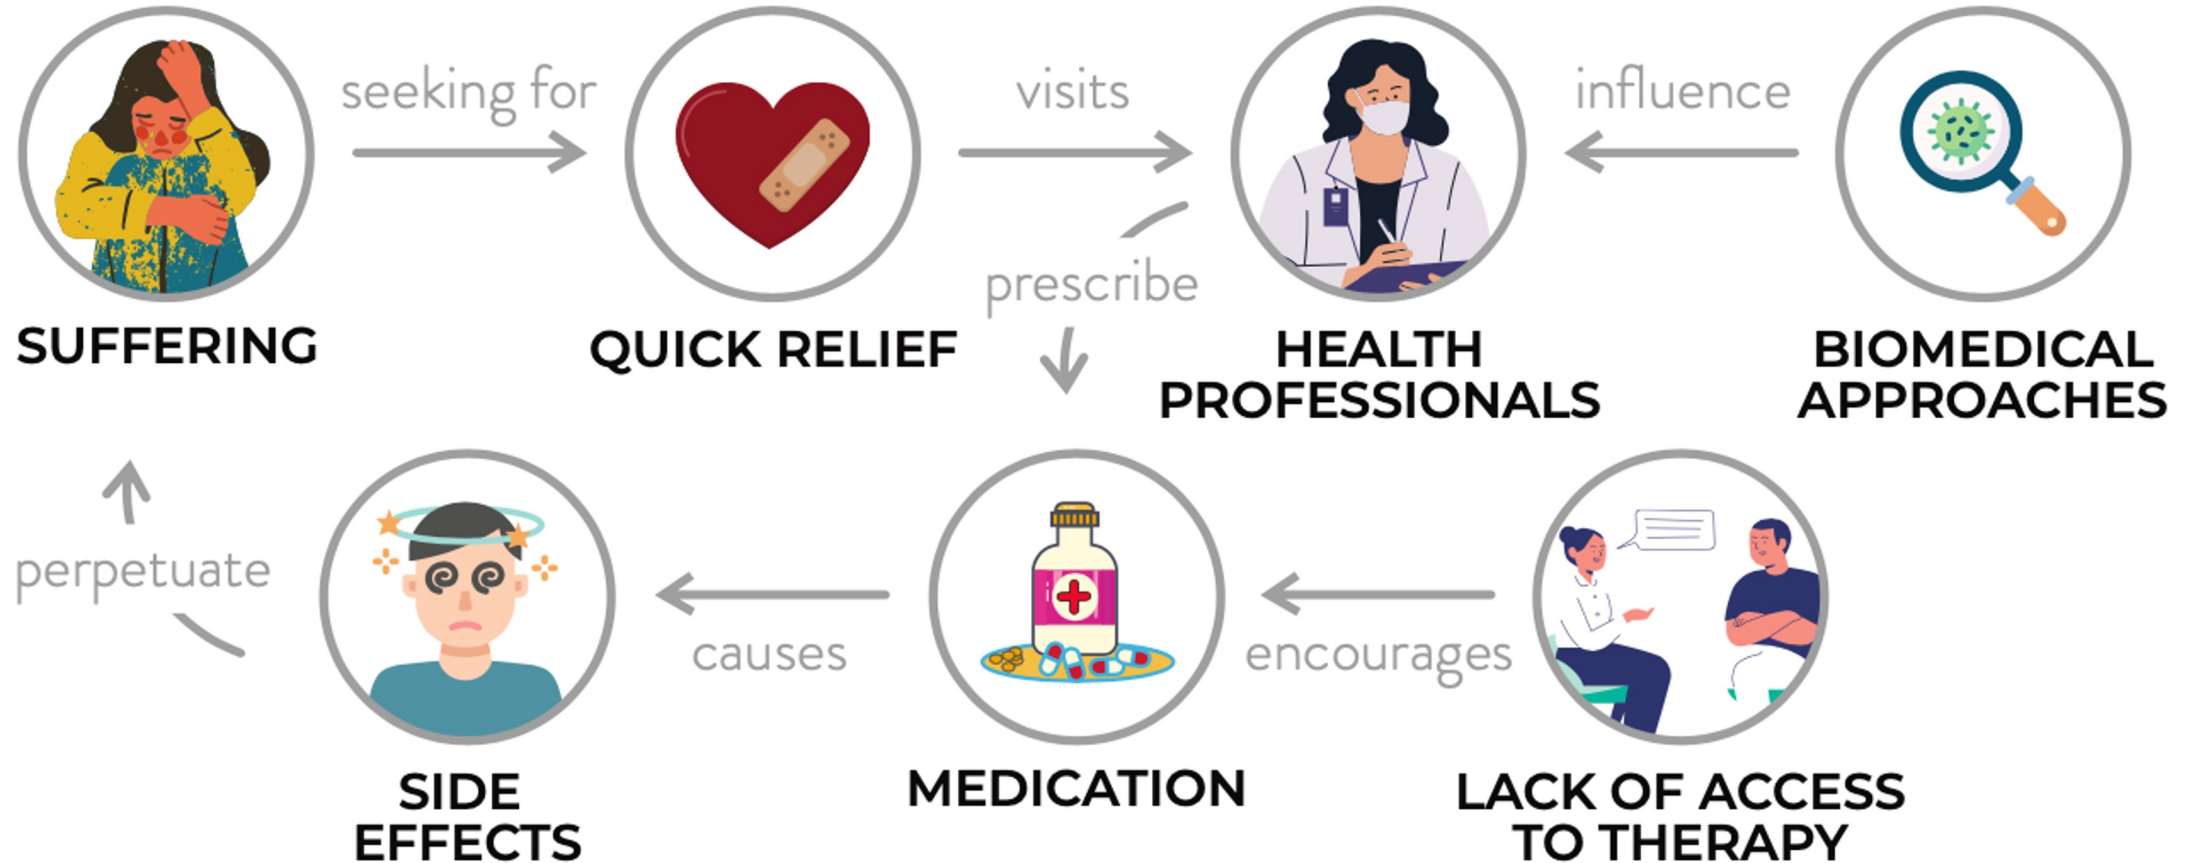 seeking for
visits
influence
prescribe
SUFFERING
QUICK RELIEF
HEALTH
PROFESSIONALS
BIOMEDICAL
APPROACHES
perpetuate
causes
encourages
SIDE
EFFECTS
MEDICATION
LACK OF ACCESS
TO THERAPY